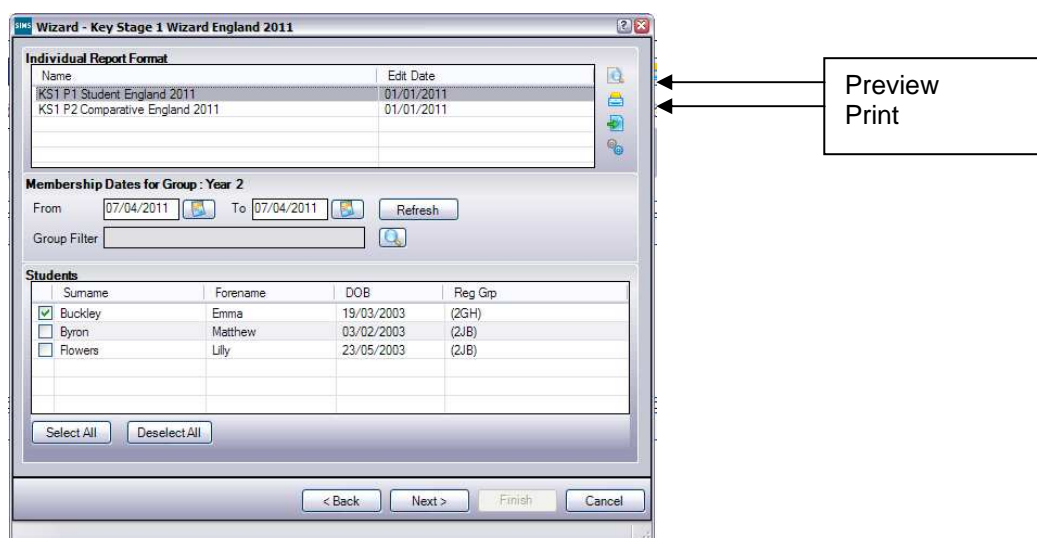 SIMS Wizard - Key Stage 1 Wizard England 2011
Individual Report Format
Name Edit Date
KS1 P1 Student England 2011 01/01/2011
KS1 P2 Comparative England 2011 01/01/2011
Preview
Print
Membership Dates for Group : Year 2
From 07/04/2011 To 07/04/2011 Refresh
Group Filter
Students
Surname Forename DOB Reg Grp
Buckley Emma 19/03/2003 (2GH)
Byron Matthew 03/02/2003 (2JB)
Flowers Lilly 23/05/2003 (2JB)
Select All Deselect All
< Back Next > Finish Cancel